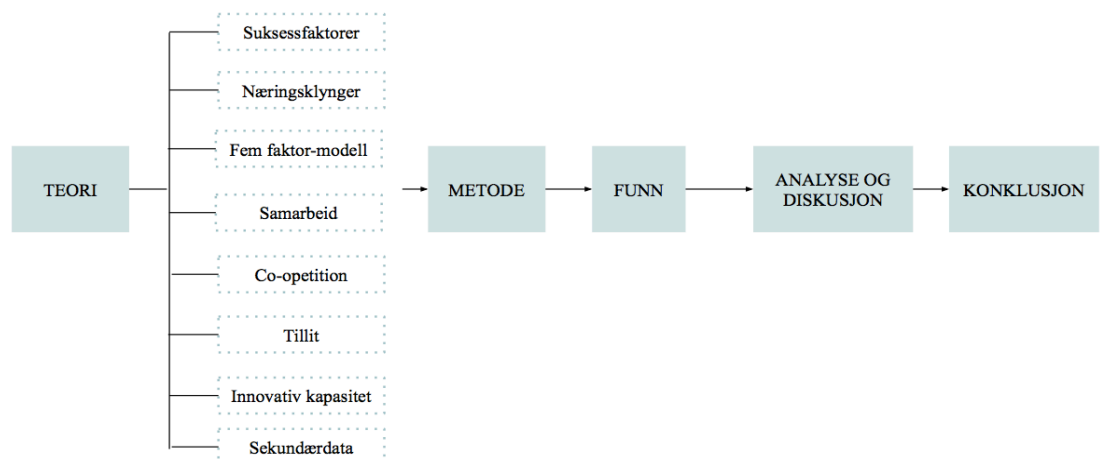 TEORI
Suksessfaktorer
Næringsklynger
Fem faktor-modell
Samarbeid
Co-opetition
Tillit
Innovativ kapasitet
Sekundærdata
METODE
FUNN
ANALYSE OG
DISKUSJON
KONKLUSJON